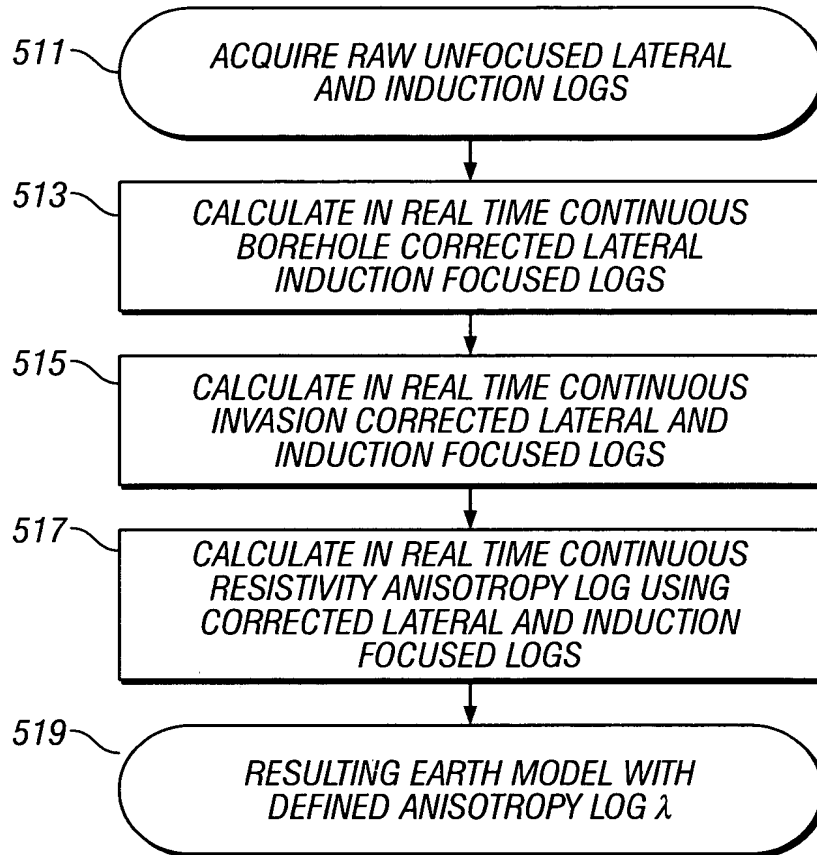 511
ACQUIRE RAW UNFOCUSED LATERAL
AND INDUCTION LOGS
513
CALCULATE IN REAL TIME CONTINUOUS
BOREHOLE CORRECTED LATERAL
INDUCTION FOCUSED LOGS
515
CALCULATE IN REAL TIME CONTINUOUS
INVASION CORRECTED LATERAL AND
INDUCTION FOCUSED LOGS
517
CALCULATE IN REAL TIME CONTINUOUS
RESISTIVITY ANISOTROPY LOG USING
CORRECTED LATERAL AND INDUCTION
FOCUSED LOGS
519
RESULTING EARTH MODEL WITH
DEFINED ANISOTROPY LOG λ